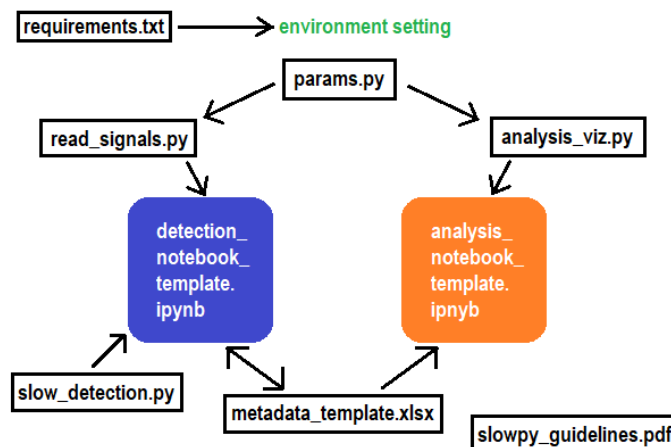 requirements.txt
environment setting
params.py
read_signals.py
analysis_viz.py
detection_
notebook_
template.
ipynb
analysis_
notebook_
template.
ipnyb
slow_detection.py
metadata_template.xlsx
slowpy_guidelines.pdf